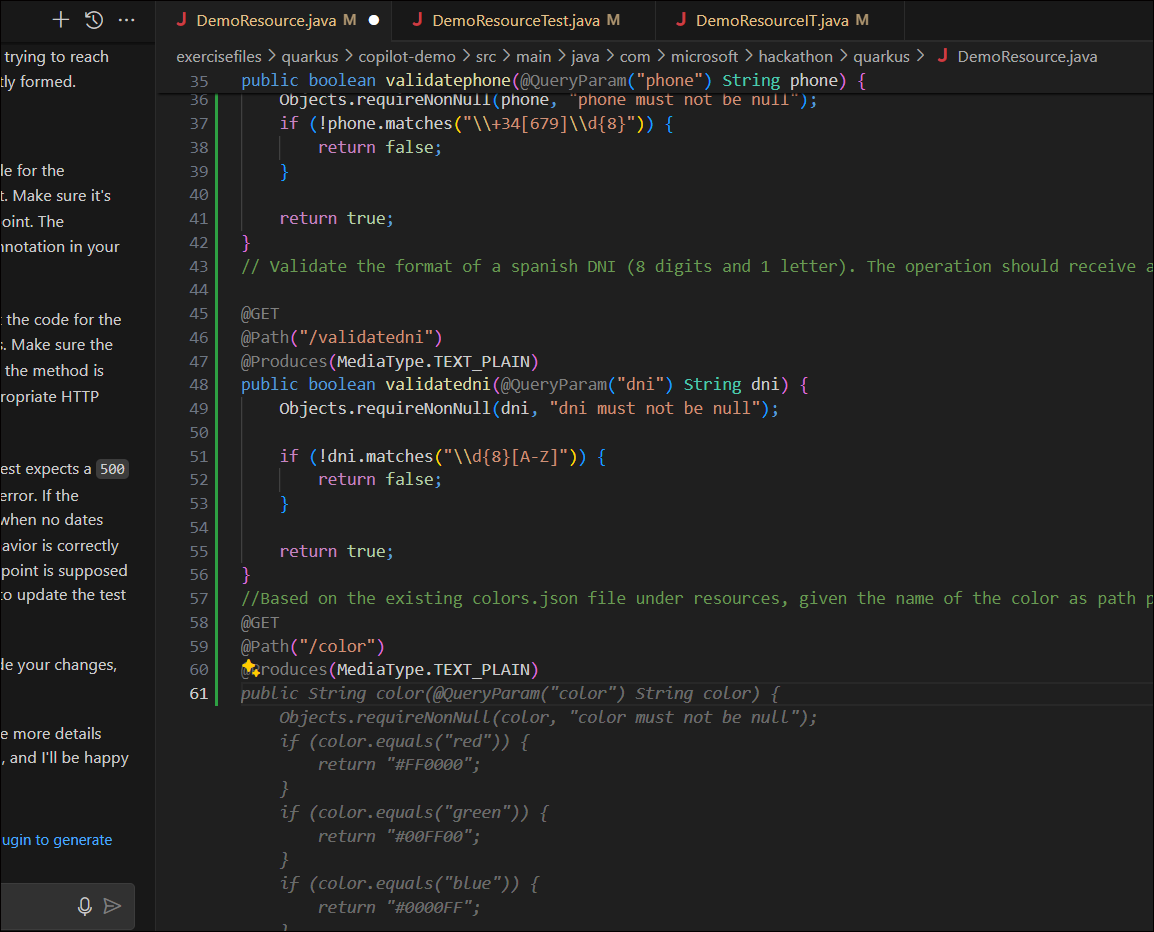 DemoResource.java M
DemoResourceTest.java M
DemoResourceIT.java M
exercisefiles > quarkus > copilot-demo > src > main > java > com > microsoft > hackathon > quarkus > DemoResource.java
trying to reach
tly formed.
le for the
t. Make sure it's
oint. The
nnotation in your
t the code for the
s. Make sure the
the method is
ropriate HTTP
est expects a 500
error. If the
when no dates
avior is correctly
point is supposed
to update the test
de your changes,
e more details
, and I'll be happy
ugin to generate
35 public boolean validatephone(@QueryParam("phone") String phone) {
36 Objects.requireNonNull(phone, "phone must not be null");
37 if (!phone.matches("\\+34[679]\\d{8}")) {
38 return false;
39 }
40
41 return true;
42 }
43 // Validate the format of a spanish DNI (8 digits and 1 letter). The operation should receive a
44
45 @GET
46 @Path("/validatedni")
47 @Produces(MediaType.TEXT_PLAIN)
48 public boolean validatedni(@QueryParam("dni") String dni) {
49 Objects.requireNonNull(dni, "dni must not be null");
50
51 if (!dni.matches("\\d{8}[A-Z]")) {
52 return false;
53 }
54
55 return true;
56 }
57 //Based on the existing colors.json file under resources, given the name of the color as path p
58 @GET
59 @Path("/color")
60 @Produces(MediaType.TEXT_PLAIN)
61 public String color(@QueryParam("color") String color) {
Objects.requireNonNull(color, "color must not be null");
if (color.equals("red")) {
return "#FF0000";
}
if (color.equals("green")) {
return "#00FF00";
}
if (color.equals("blue")) {
return "#0000FF";
}